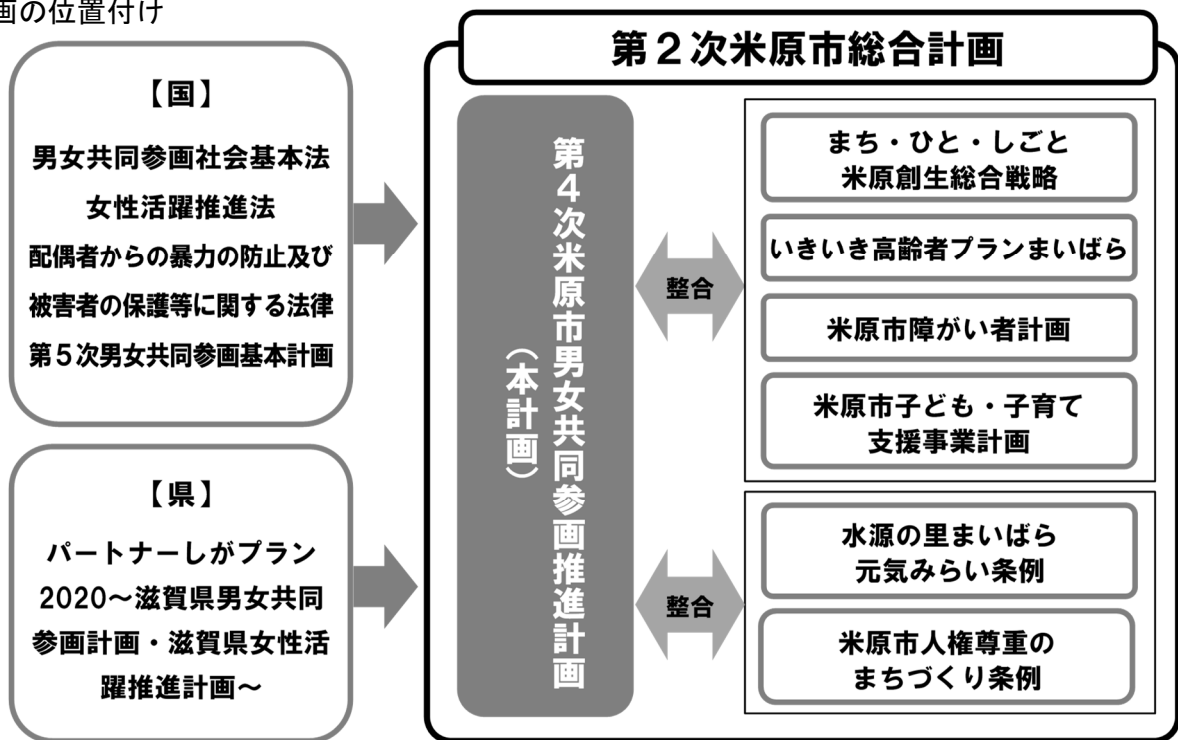 画の位置付け
【国】
男女共同参画社会基本法
女性活躍推進法
配偶者からの暴力の防止及び
被害者の保護等に関する法律
第５次男女共同参画基本計画
【県】
パートナーしがプラン
2020～滋賀県男女共同
参画計画・滋賀県女性活
躍推進計画～
第２次米原市総合計画
第４次米原市男女共同参画推進計画
（本計画）
整合
まち・ひと・しごと
米原創生総合戦略
いきいき高齢者プランまいばら
米原市障がい者計画
米原市子ども・子育て
支援事業計画
整合
水源の里まいばら
元気みらい条例
米原市人権尊重の
まちづくり条例